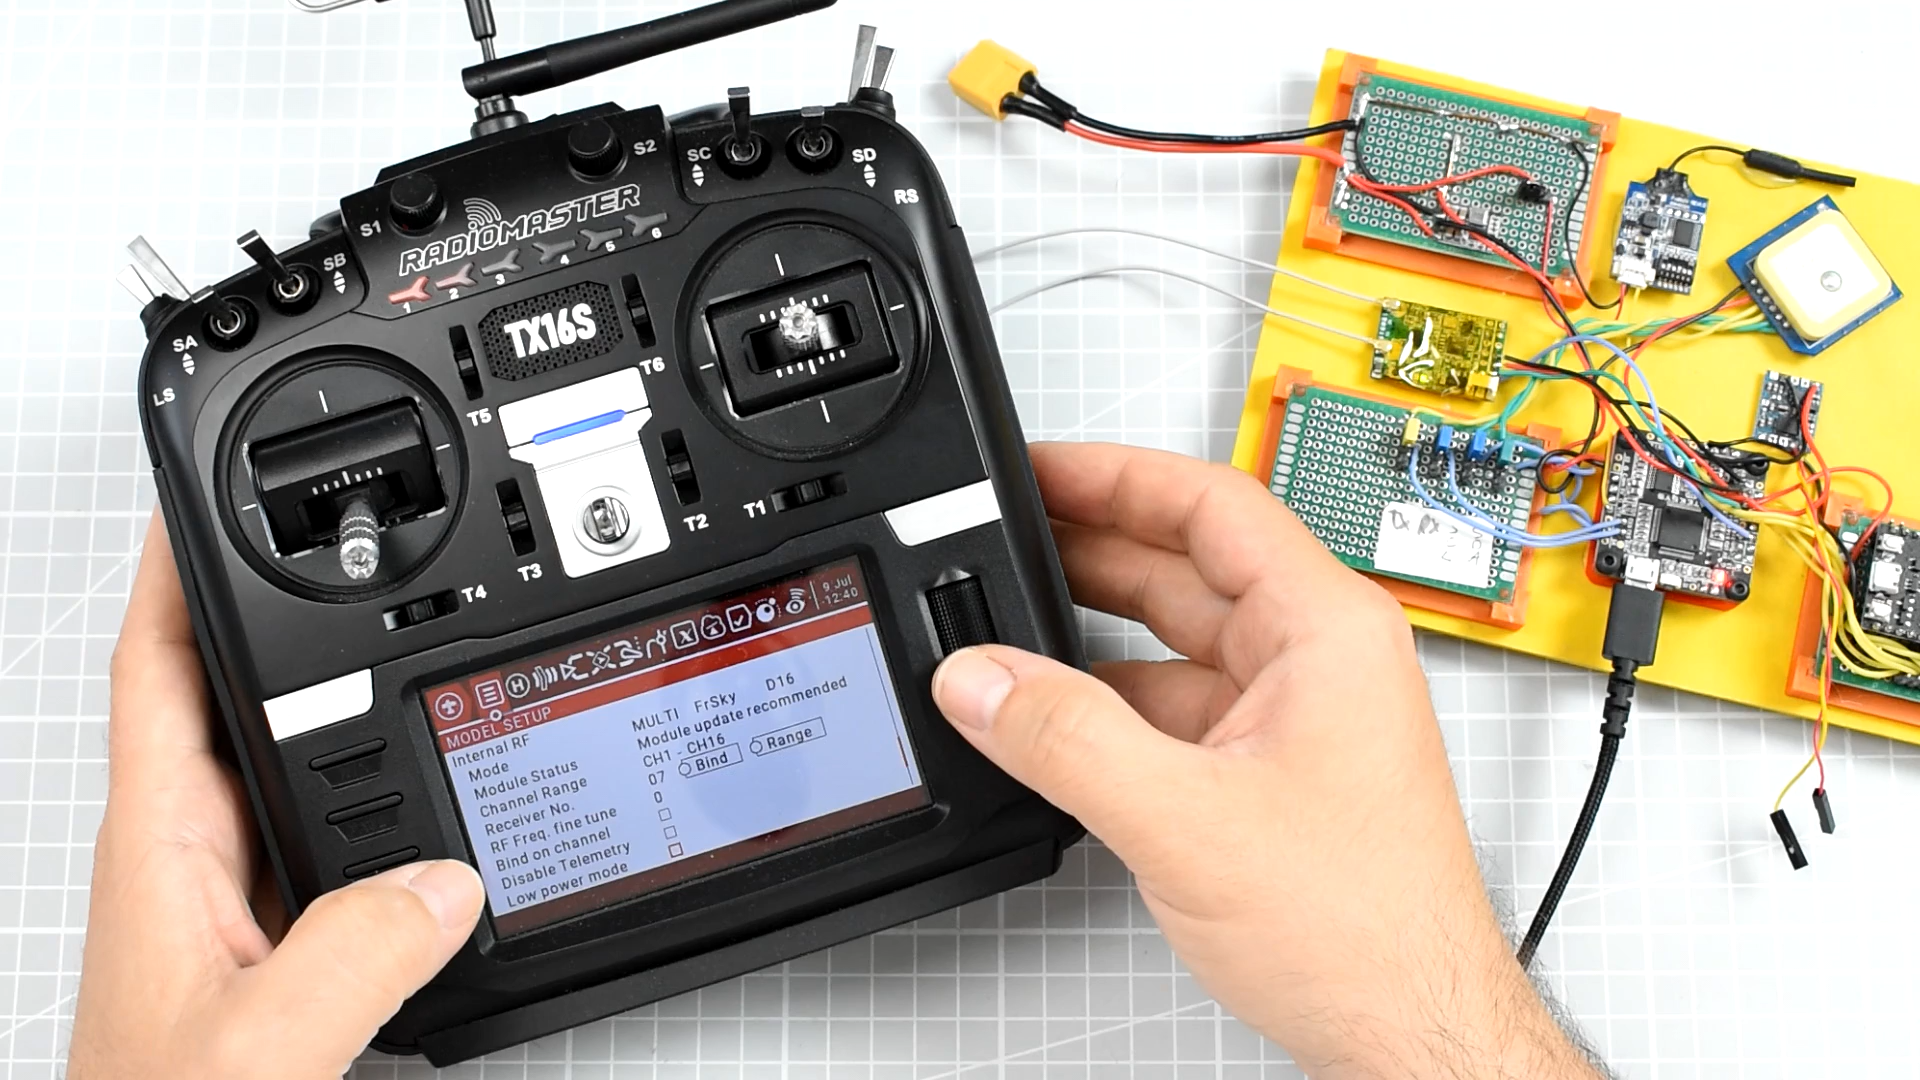 S2
SC
SD
S1
RADIOMASTER
RS
SB
1
2
3
4
5
6
SA
TX16S
LS
T6
T5
T2
T1
T3
T4
9 Jul
12:40
MODEL SETUP
Internal RF
Mode MULTI FrSky D16
Module Status Module update recommended
Channel Range CH1 - CH16
Receiver No. 07 Bind Range
RF Freq. fine tune 0
Bind on channel
Disable Telemetry
Low power mode